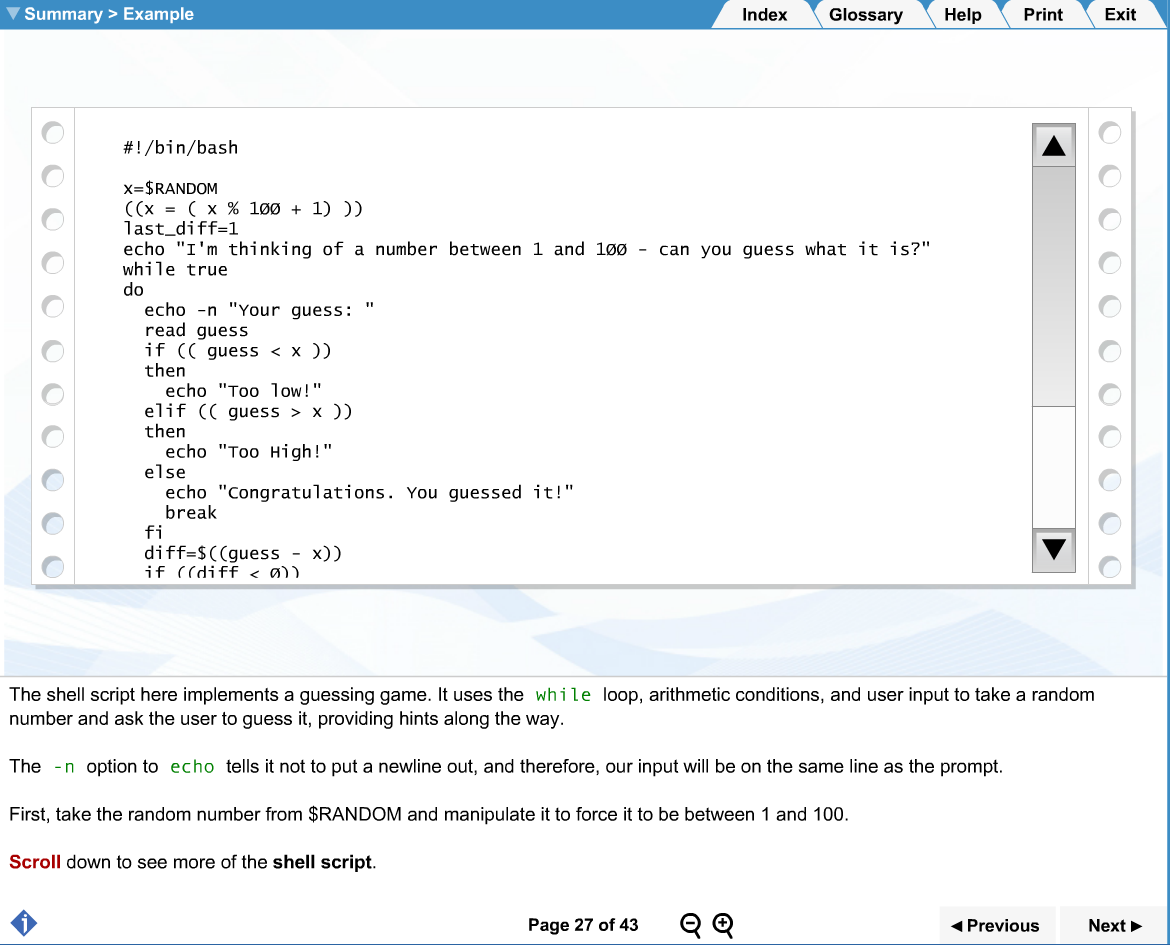 Summary > Example
Index
Glossary
Help
Print
Exit
#!/bin/bash
x=$RANDOM
((x = ( x % 100 + 1) ))
last_diff=1
echo "I'm thinking of a number between 1 and 100 - can you guess what it is?"
while true
do
  echo -n "Your guess: "
  read guess
  if (( guess < x ))
  then
    echo "Too low!"
  elif (( guess > x ))
  then
    echo "Too High!"
  else
    echo "Congratulations. You guessed it!"
    break
  fi
  diff=$((guess - x))
  if ((diff < 0))
The shell script here implements a guessing game. It uses the while loop, arithmetic conditions, and user input to take a random
number and ask the user to guess it, providing hints along the way.
The -n option to echo tells it not to put a newline out, and therefore, our input will be on the same line as the prompt.
First, take the random number from $RANDOM and manipulate it to force it to be between 1 and 100.
Scroll down to see more of the shell script.
Page 27 of 43
Previous
Next